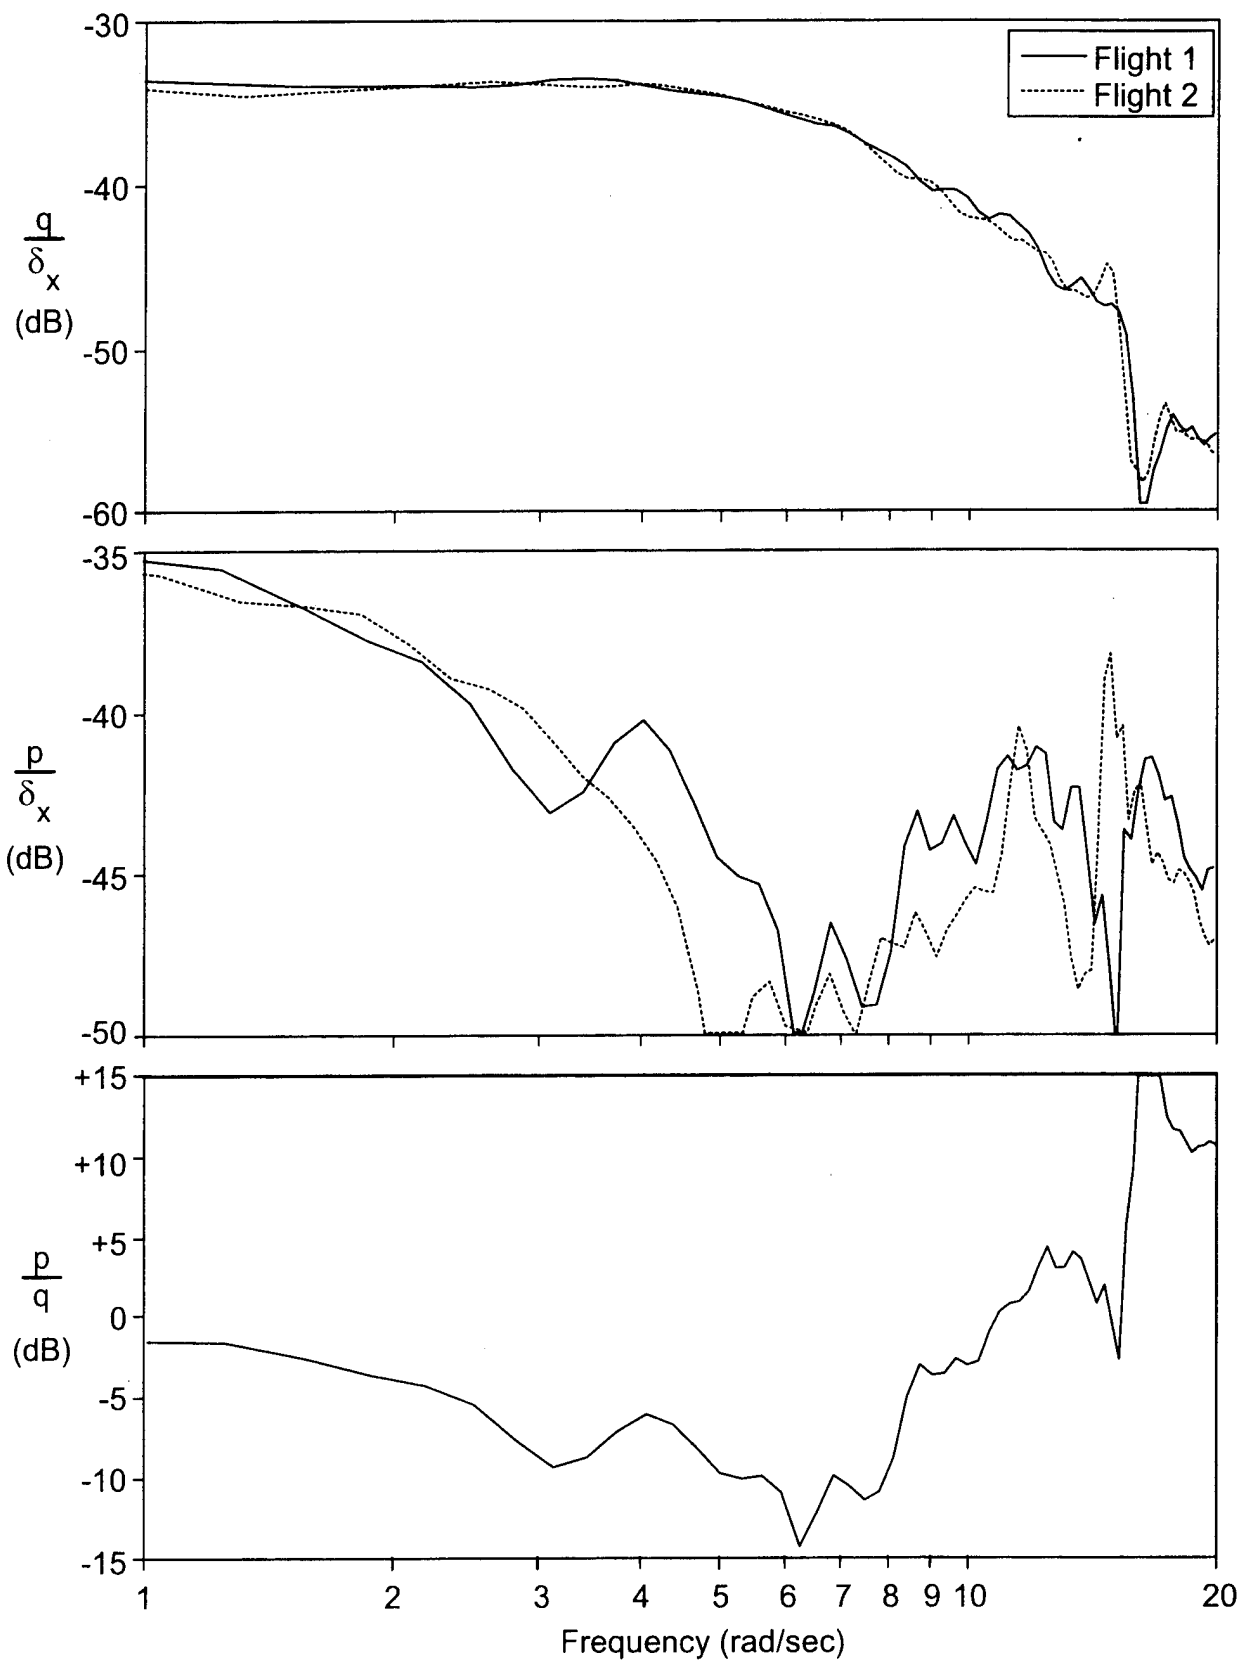 -30
Flight 1
Flight 2
-40
q
δx
(dB)
-50
-60
-35
-40
p
δx
(dB)
-45
-50
+15
+10
+5
p
q
0
(dB)
-5
-10
-15
1 2 3 4 5 6 7 8 9 10 20
Frequency (rad/sec)